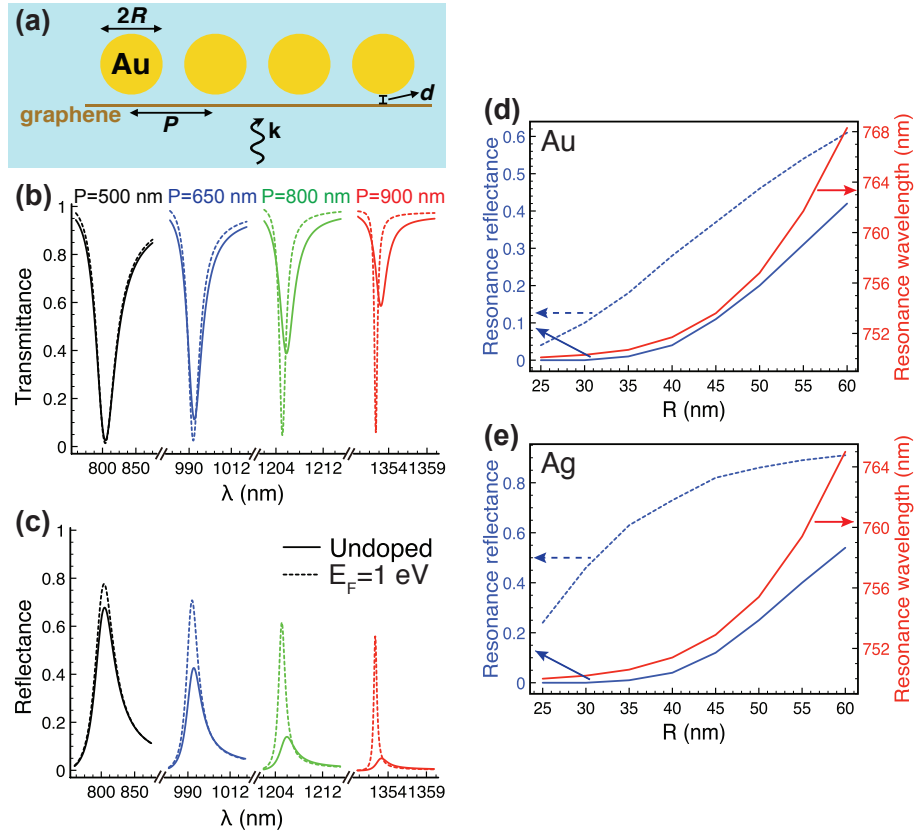 (a)
2R
Au
d
graphene
P
k
(b)
P=500 nm P=650 nm P=800 nm P=900 nm
1
0.8
0.6
0.4
0.2
0
Transmittance
800 850 990 1012 1204 1212 1354 1359
λ (nm)
(c)
1
0.8
0.6
0.4
0.2
0
Reflectance
Undoped
E_F=1 eV
800 850 990 1012 1204 1212 1354 1359
λ (nm)
(d)
Au
0.6
0.5
0.4
0.3
0.2
0.1
0
Resonance reflectance
768
764
760
756
752
Resonance wavelength (nm)
25 30 35 40 45 50 55 60
R (nm)
(e)
Ag
0.8
0.6
0.4
0.2
0
Resonance reflectance
764
760
756
752
Resonance wavelength (nm)
25 30 35 40 45 50 55 60
R (nm)